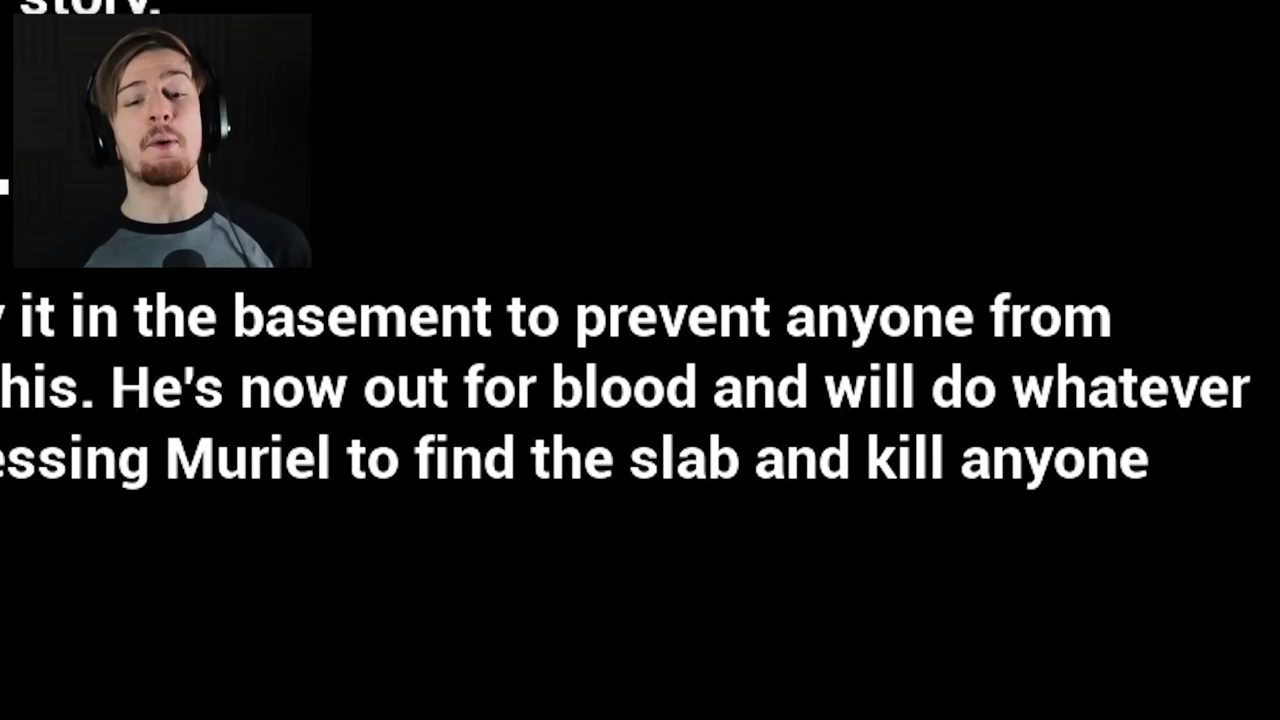 story.
it in the basement to prevent anyone from
his. He's now out for blood and will do whatever
essing Muriel to find the slab and kill anyone